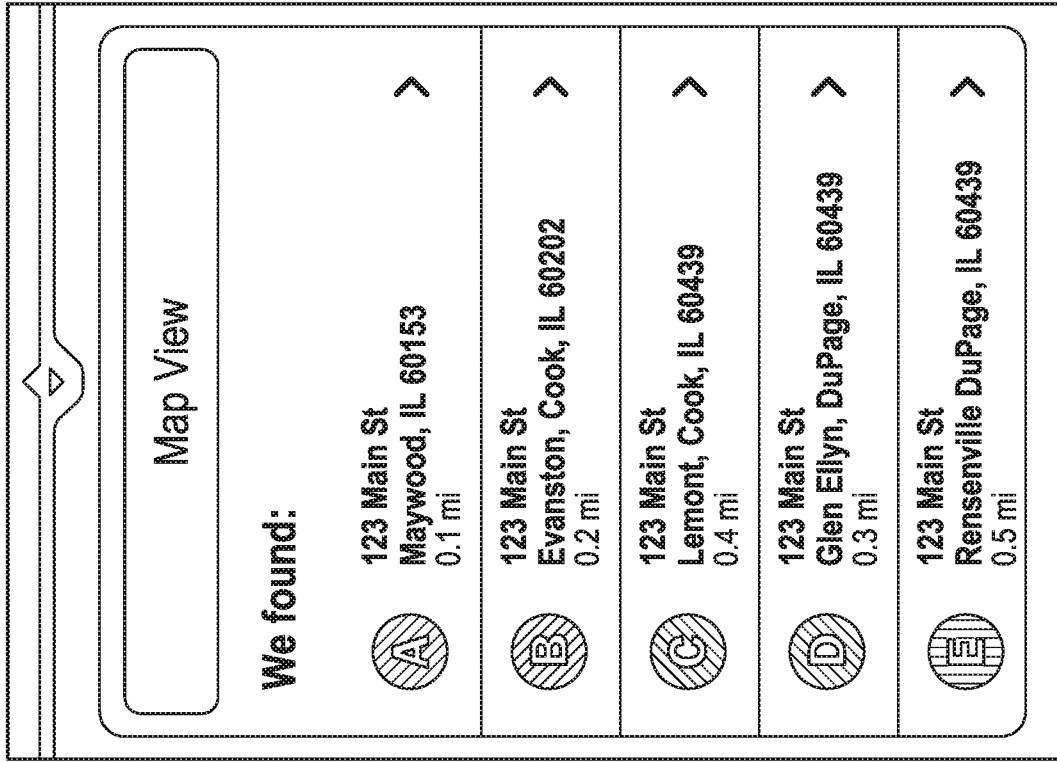 Map View
We found:
A
123 Main St
Maywood, IL 60153
0.1 mi
>
B
123 Main St
Evanston, Cook, IL 60202
0.2 mi
>
C
123 Main St
Lemont, Cook, IL 60439
0.4 mi
>
D
123 Main St
Glen Ellyn, DuPage, IL 60439
0.3 mi
>
E
123 Main St
Rensenville DuPage, IL 60439
0.5 mi
>